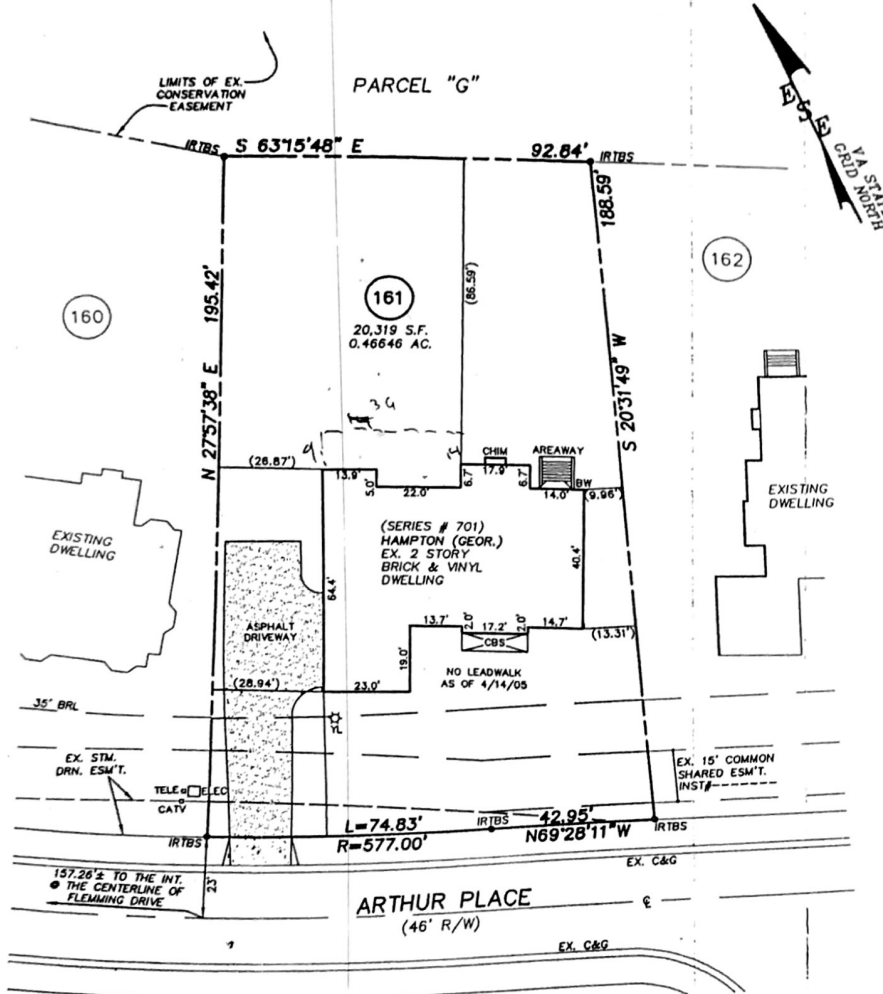 LIMITS OF EX.
CONSERVATION
EASEMENT
PARCEL "G"
VA STATE
GRID NORTH
IRTBS
S 63°15'48" E
92.84'
IRTBS
188.59'
S 20°31'49" W
162
160
195.42'
N 27°57'38" E
161
20,319 S.F.
0.46646 AC.
(86.59')
34
9
(26.87')
13.9'
5.0'
22.0'
6.7'
CHIM
17.9'
6.7'
AREAWAY
BW
14.0'
(9.96')
EXISTING
DWELLING
EXISTING
DWELLING
(SERIES # 701)
HAMPTON (GEOR.)
EX. 2 STORY
BRICK & VINYL
DWELLING
64.4'
40.4'
ASPHALT
DRIVEWAY
13.7'
2.0'
17.2'
2.0'
14.7'
CBS
(13.31')
19.0'
NO LEADWALK
AS OF 4/14/05
(28.94')
23.0'
35' BRL
EX. STM.
DRN. ESM'T.
TELE
ELEC
CATV
EX. 15' COMMON
SHARED ESM'T.
INST#
IRTBS
L=74.83'
R=577.00'
IRTBS
42.95'
N69°28'11"W
IRTBS
EX. C&G
157.26'± TO THE INT.
THE CENTERLINE OF
FLEMMING DRIVE
23'
ARTHUR PLACE
(46' R/W)
EX. C&G